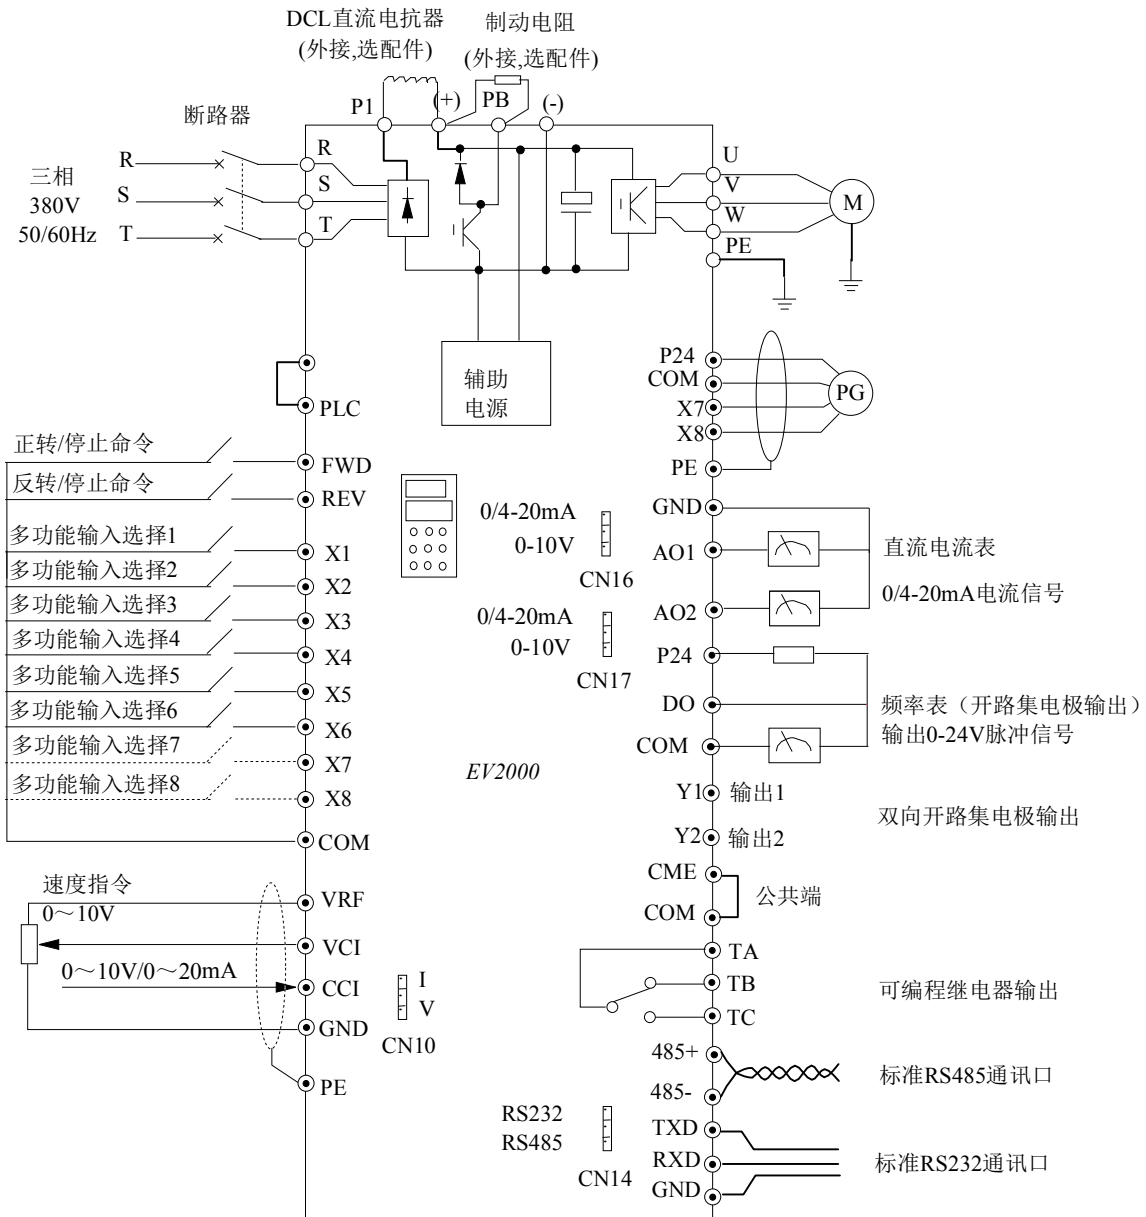 DCL直流电抗器
(外接,选配件)
制动电阻
(外接,选配件)
P1
(+)
PB
(-)
断路器
三相
380V
50/60Hz
R
S
T
R
S
T
U
V
W
PE
M
辅助
电源
PLC
正转/停止命令
FWD
反转/停止命令
REV
多功能输入选择1
X1
多功能输入选择2
X2
多功能输入选择3
X3
多功能输入选择4
X4
多功能输入选择5
X5
多功能输入选择6
X6
多功能输入选择7
X7
多功能输入选择8
X8
COM
速度指令
0～10V
VRF
VCI
0～10V/0～20mA
CCI
GND
PE
I
V
CN10
0/4-20mA
0-10V
CN16
0/4-20mA
0-10V
CN17
EV2000
RS232
RS485
CN14
P24
COM
X7
X8
PE
PG
GND
AO1
AO2
直流电流表
0/4-20mA电流信号
P24
DO
COM
频率表（开路集电极输出）
输出0-24V脉冲信号
Y1
输出1
Y2
输出2
双向开路集电极输出
CME
COM
公共端
TA
TB
TC
可编程继电器输出
485+
485-
标准RS485通讯口
TXD
RXD
GND
标准RS232通讯口